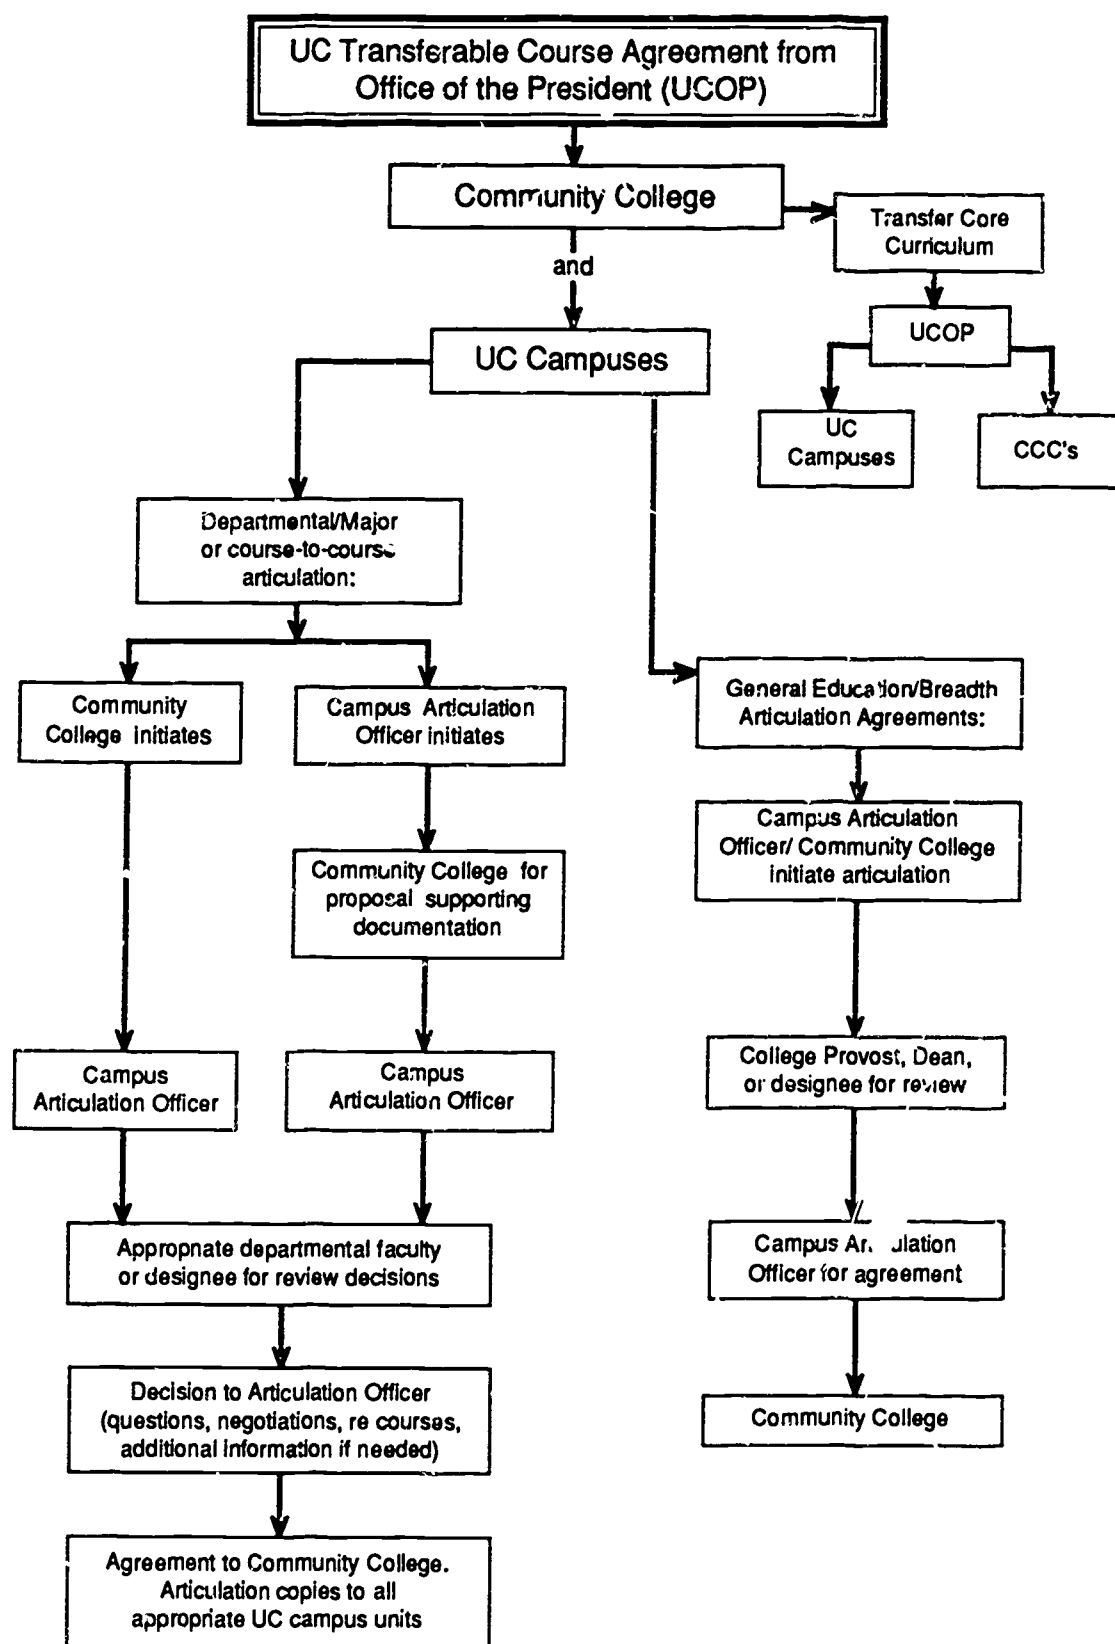 UC Transferable Course Agreement from
Office of the President (UCOP)
Community College
Transfer Core
Curriculum
and
UCOP
UC Campuses
UC
Campuses
CCC's
Departmental/Major
or course-to-course
articulation:
Community
College initiates
Campus Articulation
Officer initiates
General Education/Breadth
Articulation Agreements:
Campus Articulation
Officer/ Community College
initiate articulation
Community College for
proposal supporting
documentation
College Provost, Dean,
or designee for review
Campus
Articulation Officer
Campus
Articulation Officer
Appropriate departmental faculty
or designee for review decisions
Campus Articulation
Officer for agreement
Decision to Articulation Officer
(questions, negotiations, re courses,
additional information if needed)
Community College
Agreement to Community College.
Articulation copies to all
appropriate UC campus units